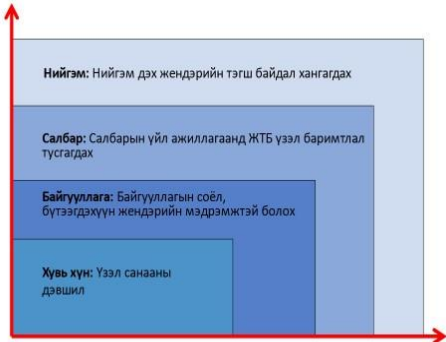 Нийгэм: Нийгэм дэх жендэрийн тэгш байдал хангагдах
Салбар: Салбарын үйл ажиллагаанд ЖТБ үзэл баримтлал
тусгагдах
Байгууллага: Байгууллагын соёл,
бүтээгдэхүүн жендэрийн мэдрэмжтэй болох
Хувь хүн: Үзэл санааны
дэвшил